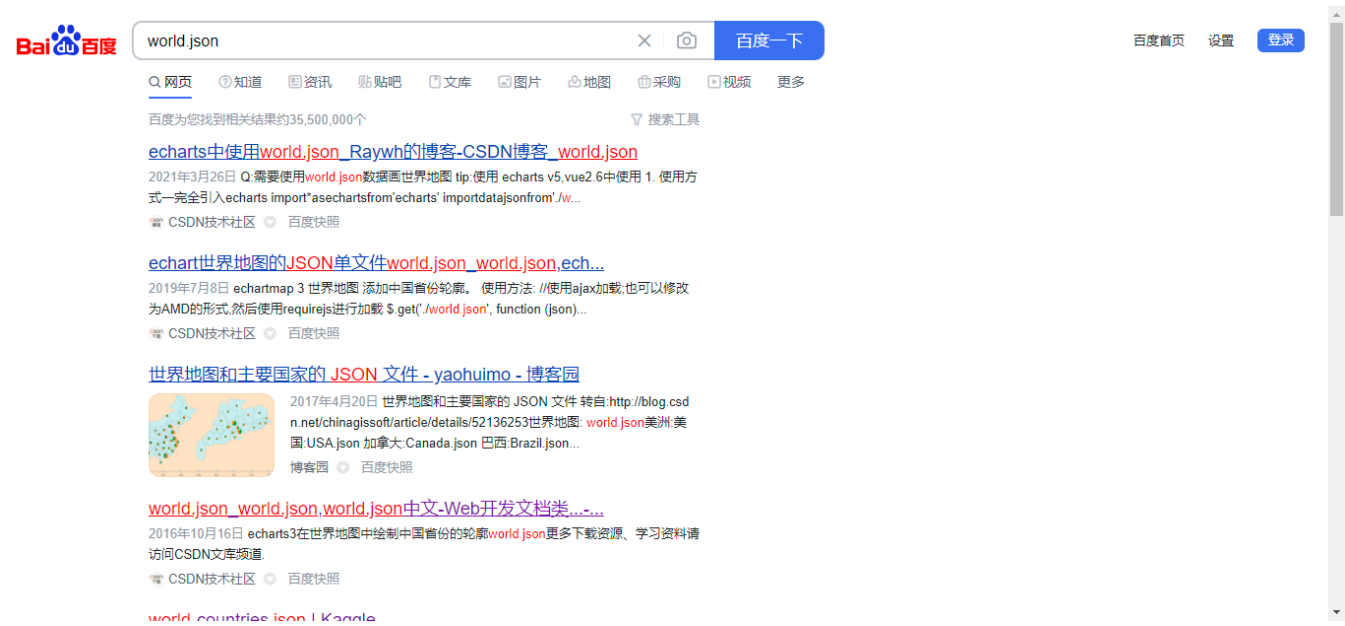 Bai du 百度
world.json
百度一下
百度首页 设置 登录
网页 知道 资讯 贴吧 文库 图片 地图 采购 视频 更多
百度为您找到相关结果约35,500,000个 搜索工具
echarts中使用world.json_Raywh的博客-CSDN博客_world.json
2021年3月26日 Q:需要使用world.json数据画世界地图 tip:使用 echarts v5,vue2.6中使用 1. 使用方
式一完全引入echarts import*asechartsfrom'echarts' importdatajsonfrom'./w...
CSDN技术社区 百度快照
echart世界地图的JSON单文件world.json_world.json,ech...
2019年7月8日 echartmap 3 世界地图 添加中国省份轮廓。 使用方法: //使用ajax加载;也可以修改
为AMD的形式,然后使用requirejs进行加载 $.get('./world.json', function (json)...
CSDN技术社区 百度快照
世界地图和主要国家的 JSON 文件 - yaohuimo - 博客园
2017年4月20日 世界地图和主要国家的 JSON 文件 转自:http://blog.csd
n.net/chinagissoft/article/details/52136253世界地图: world.json美洲:美
国:USA.json 加拿大:Canada.json 巴西:Brazil.json...
博客园 百度快照
world.json_world.json,world.json中文-Web开发文档类...-...
2016年10月16日 echarts3在世界地图中绘制中国省份的轮廓world.json更多下载资源、学习资料请
访问CSDN文库频道.
CSDN技术社区 百度快照
world-countries.json | Kaggle